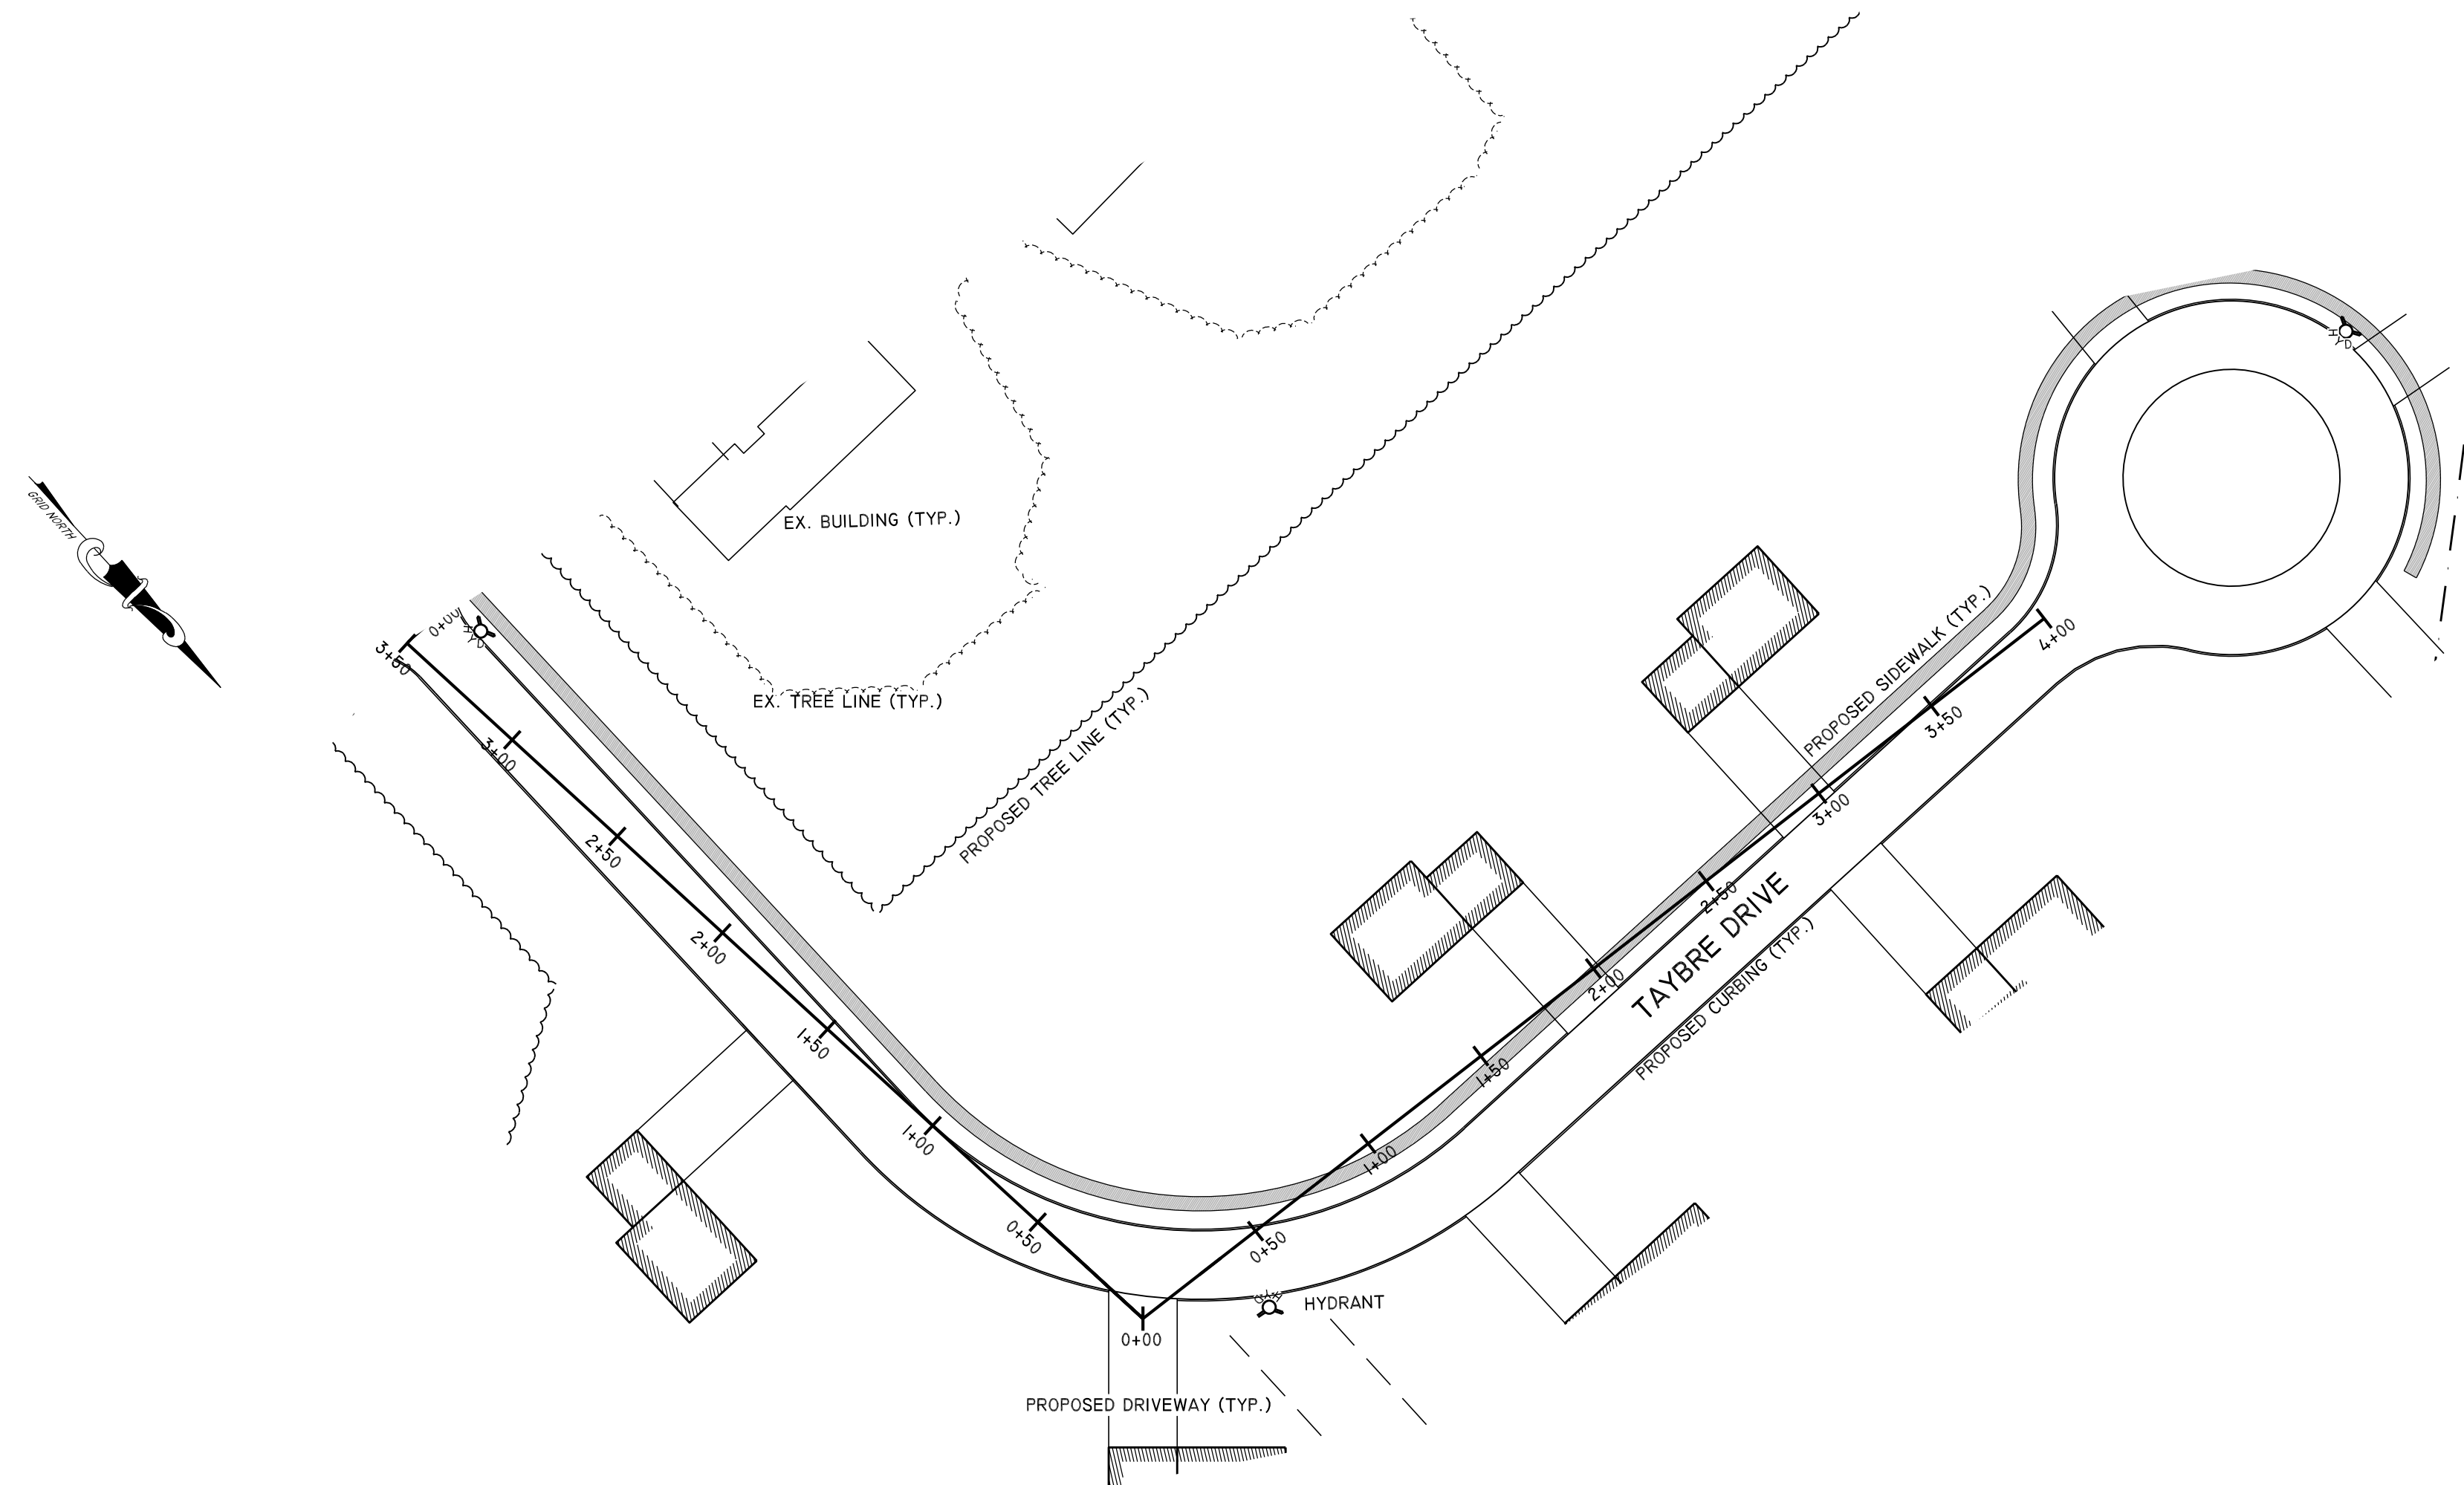 GRID NORTH
EX. BUILDING (TYP.)
EX. TREE LINE (TYP.)
PROPOSED TREE LINE (TYP.)
PROPOSED SIDEWALK (TYP.)
TAYBRE DRIVE
PROPOSED CURBING (TYP.)
HYDRANT
PROPOSED DRIVEWAY (TYP.)
HYD
HYD
HYD
0+00
3+50
3+00
2+50
2+00
1+50
1+00
0+50
0+00
0+50
1+00
1+50
2+00
2+50
3+00
3+50
4+00